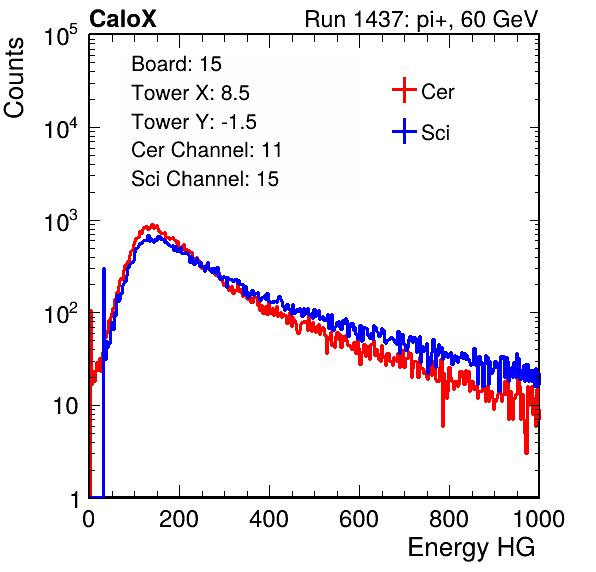 CaloX Run 1437: pi+, 60 GeV
Counts
10^5
10^4
10^3
10^2
10
1
Board: 15
Tower X: 8.5
Tower Y: -1.5
Cer Channel: 11
Sci Channel: 15
Cer
Sci
0 200 400 600 800 1000
Energy HG